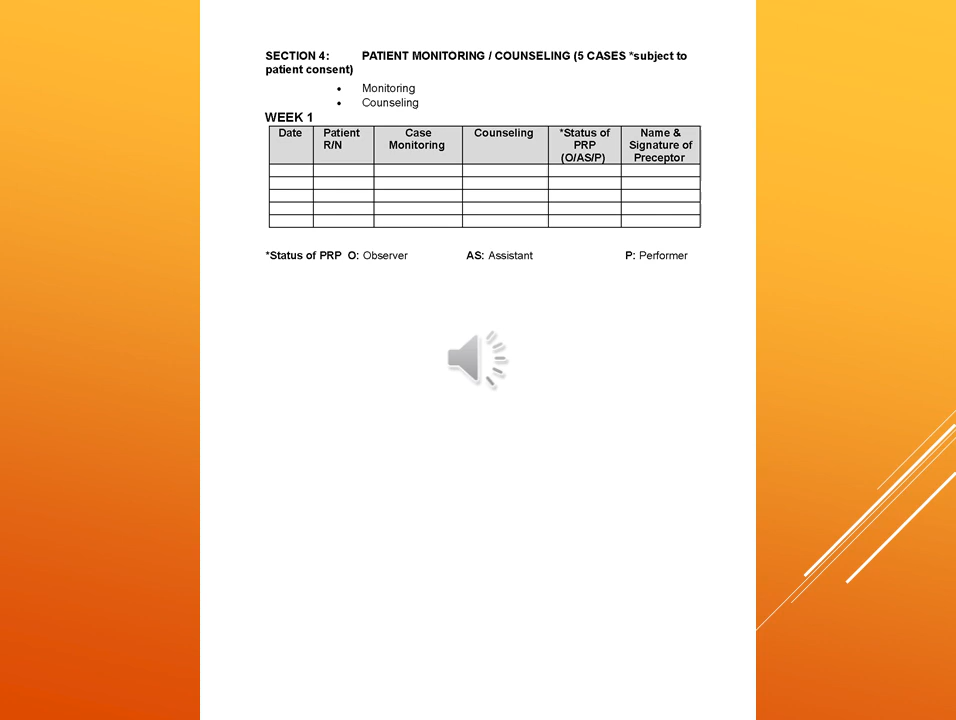 SECTION 4: PATIENT MONITORING / COUNSELING (5 CASES *subject to
patient consent)
• Monitoring
• Counseling
WEEK 1
Date Patient R/N Case Monitoring Counseling *Status of PRP (O/AS/P) Name & Signature of Preceptor
*Status of PRP O: Observer AS: Assistant P: Performer